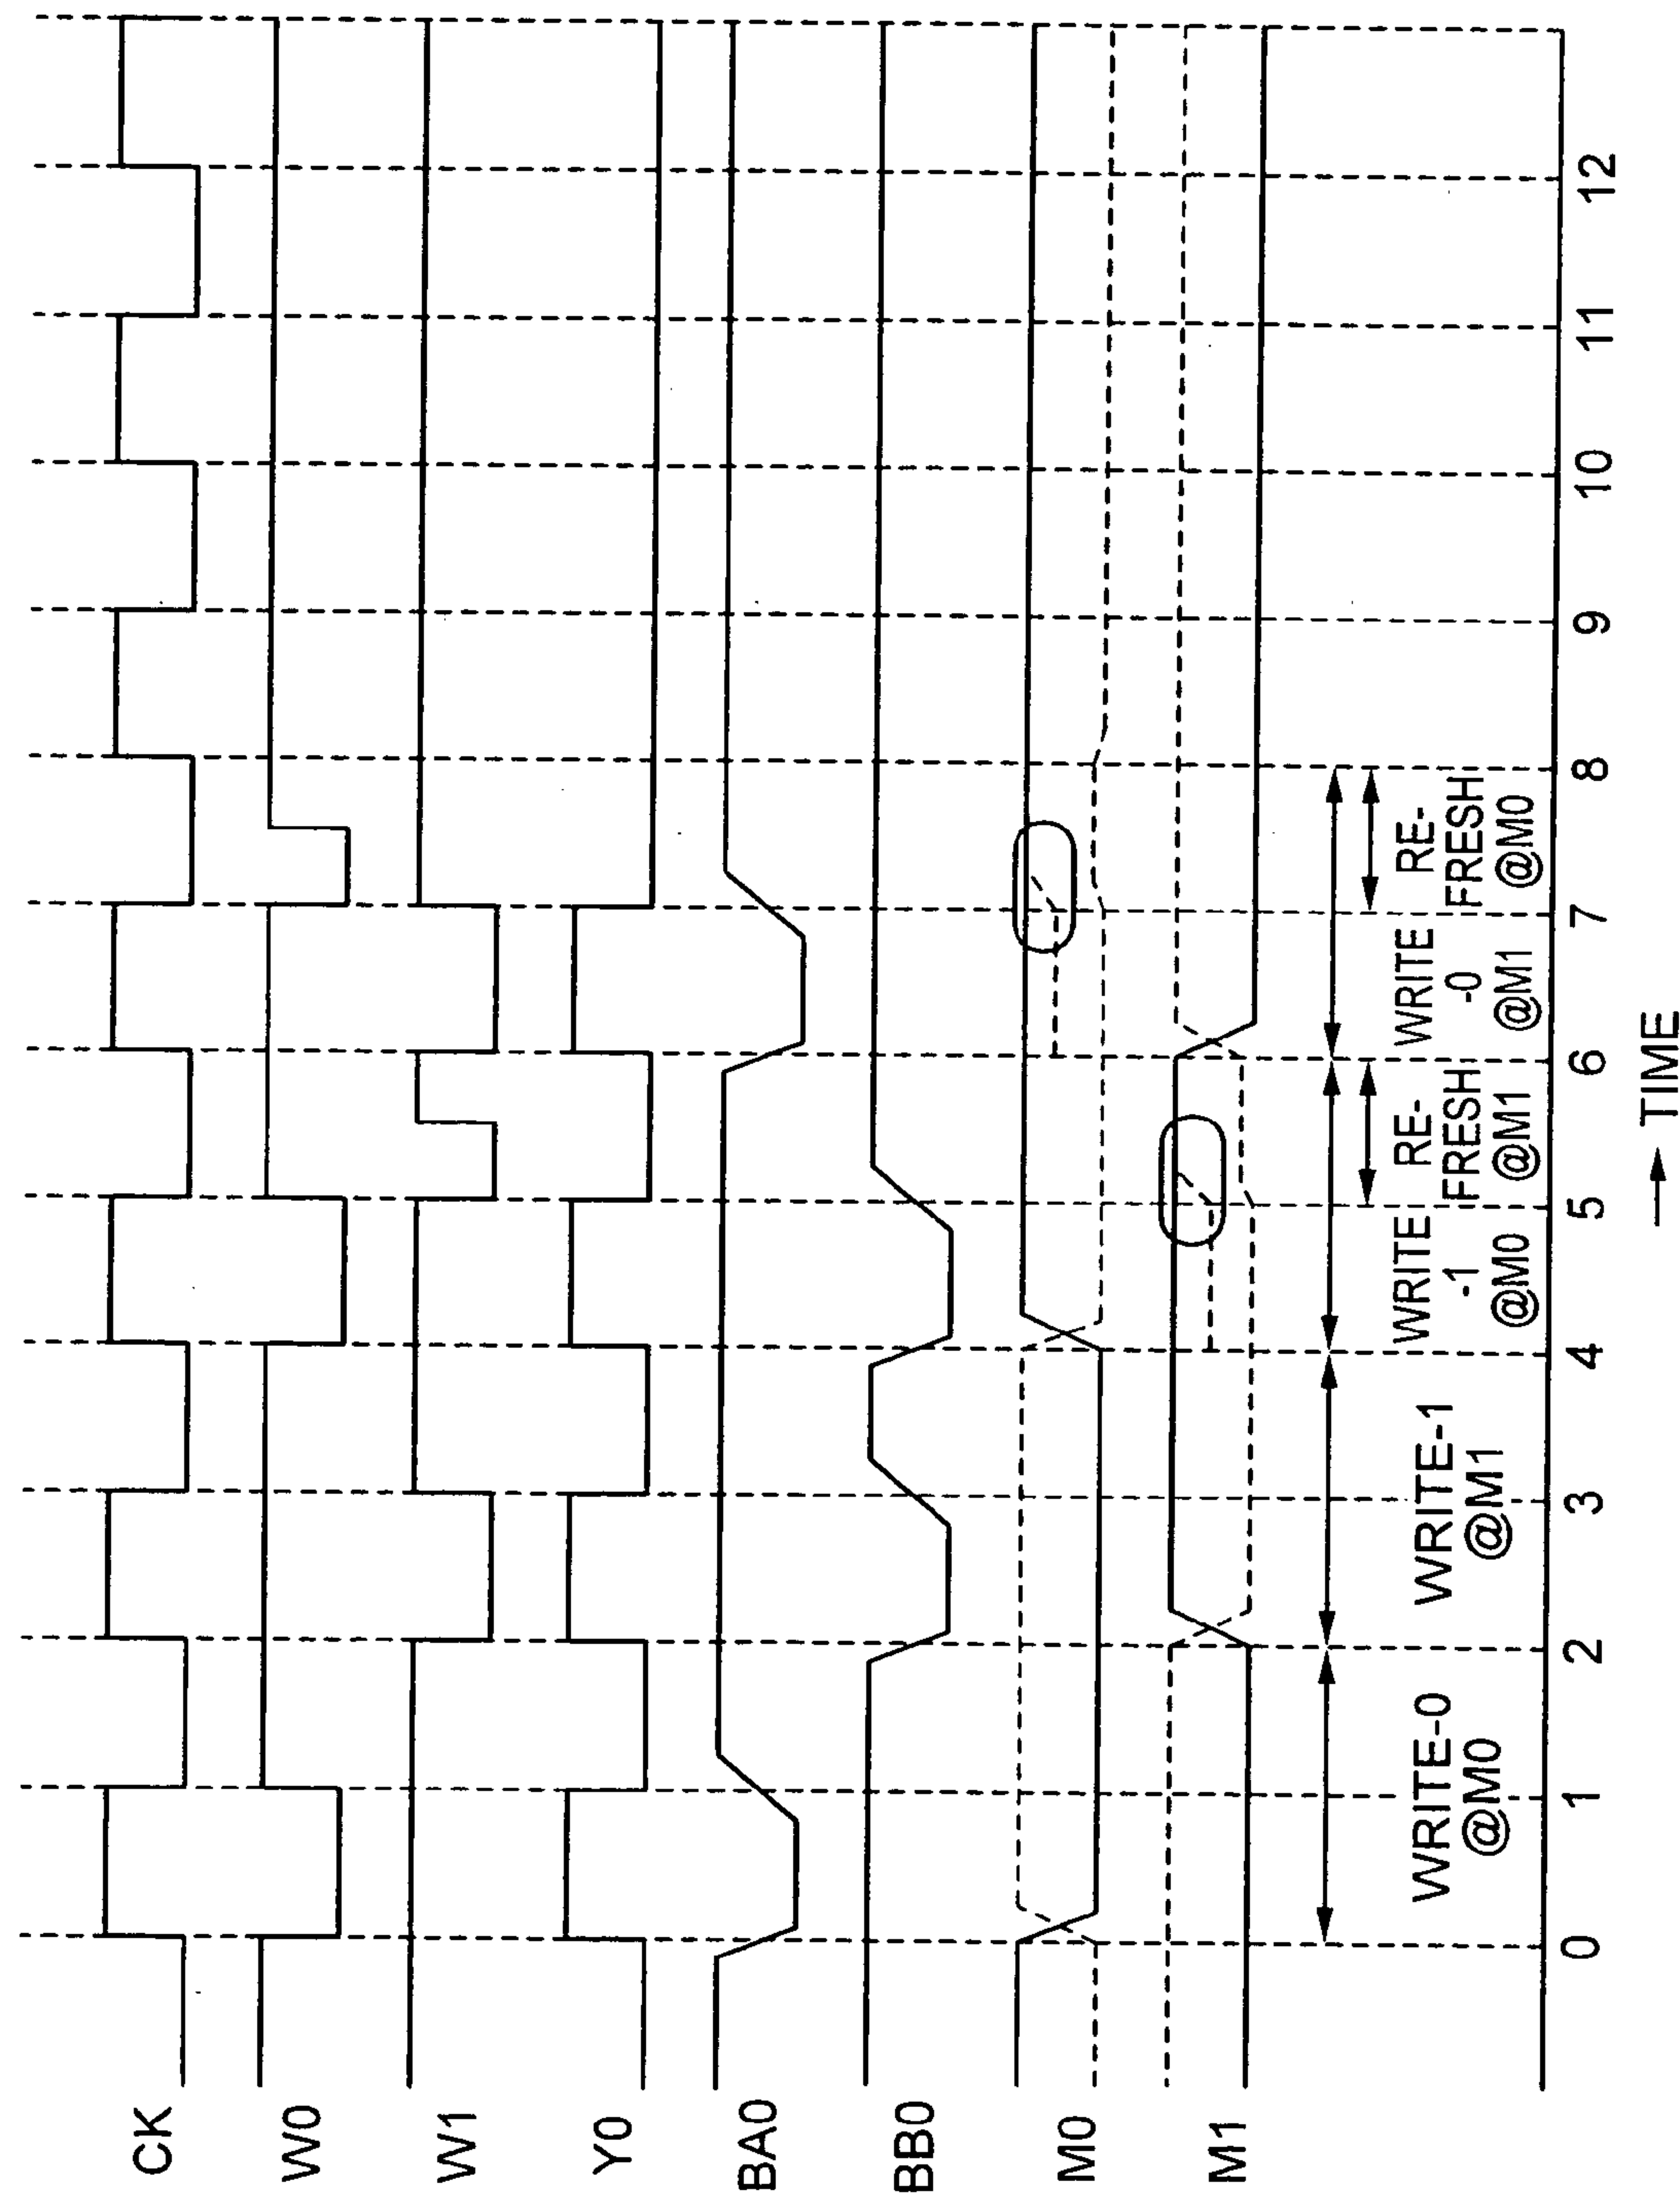 CK
W0
W1
Y0
BA0
BB0
M0
M1
WRITE-0
@M0
WRITE-1
@M1
WRITE
-1
@M0
RE-
FRESH
@M1
WRITE
-0
@M1
RE-
FRESH
@M0
0 1 2 3 4 5 6 7 8 9 10 11 12
TIME